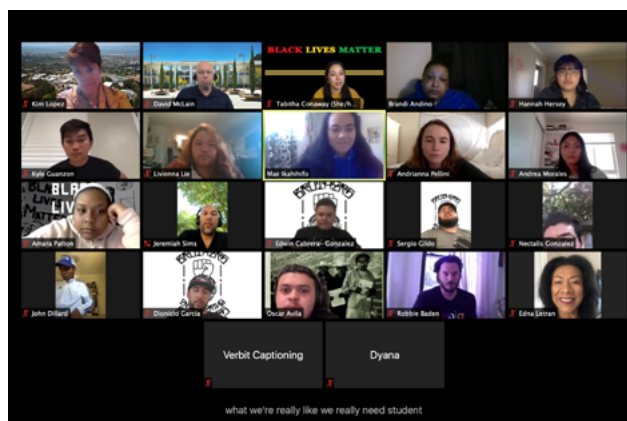 BLACK LIVES MATTER
Kim Lopez
David McLain
Tabitha Conaway (She/h...
Brandi Andino
Hannah Hersey
Kyle Guanzon
Livienna Lie
Mae Ikahihifo
Andrianna Pellini
Andrea Morales
Amara Patton
Jeremiah Sims
Edwin Cabrera- Gonzalez
Sergio Gildo
Nectalis Gonzalez
John Dillard
Dionicio Garcia
Oscar Avila
Robbie Baden
Edna Letran
Verbit Captioning
Dyana
what we're really like we really need student